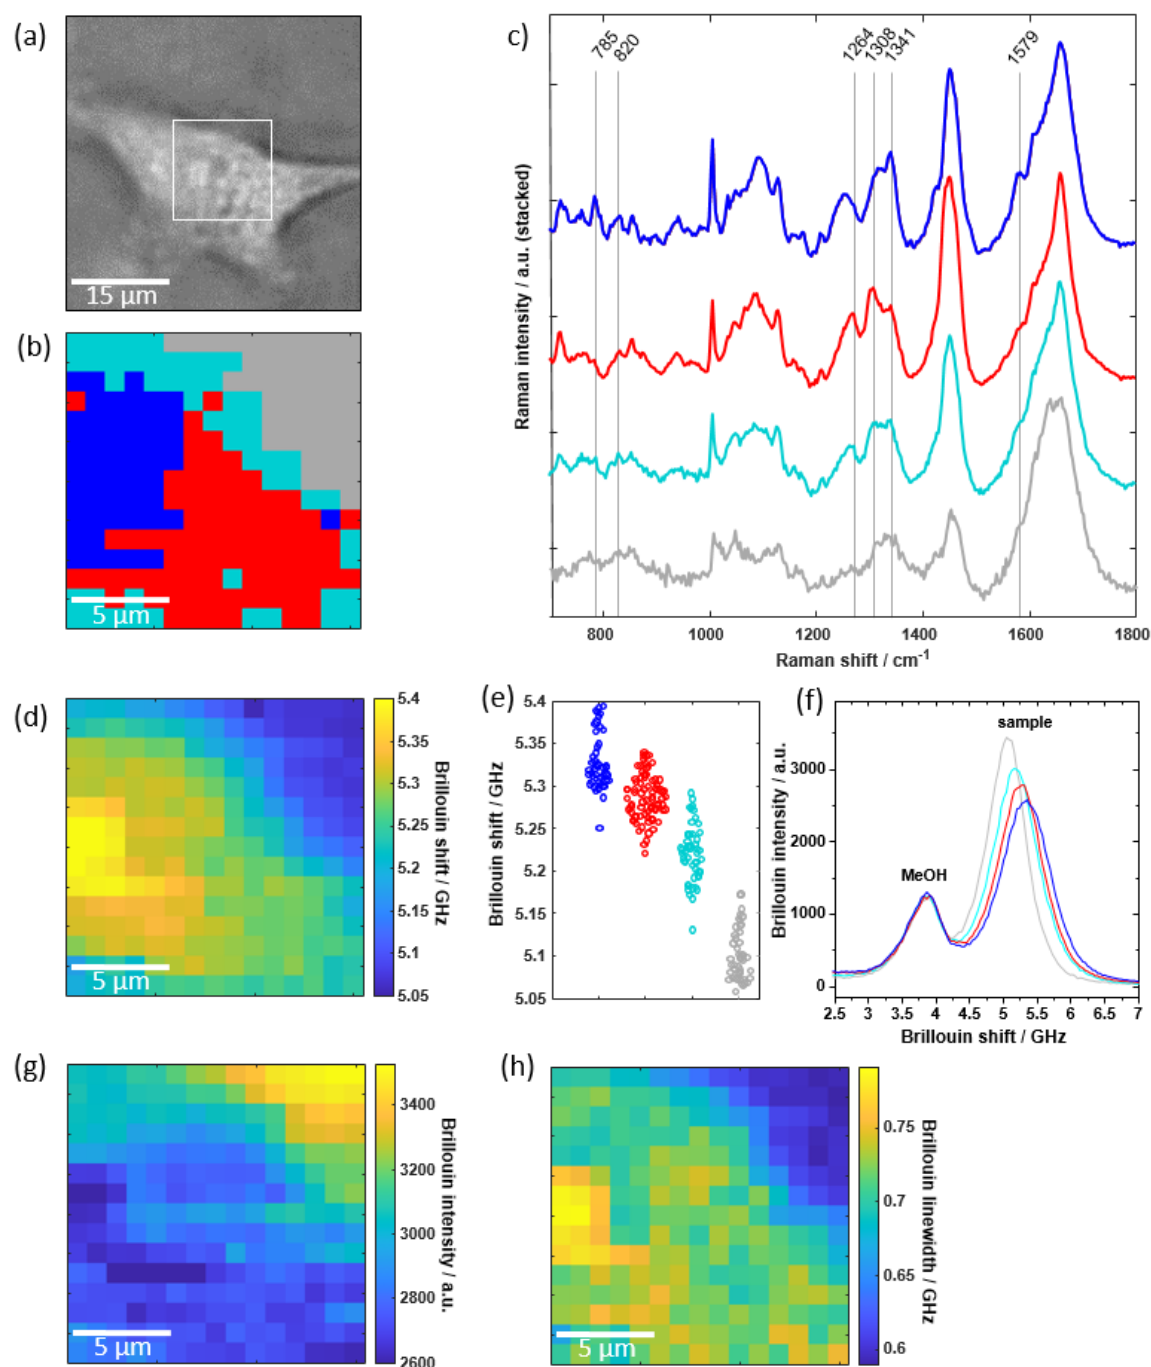 (a)
15 µm
(b)
5 µm
c)
785
820
1264
1308
1341
1579
Raman intensity / a.u. (stacked)
800
1000
1200
1400
1600
1800
Raman shift / cm-1
(d)
5 µm
5.4
5.35
5.3
5.25
5.2
5.15
5.1
5.05
Brillouin shift / GHz
(e)
5.4
5.35
5.3
5.25
5.2
5.15
5.1
5.05
Brillouin shift / GHz
(f)
sample
MeOH
3000
2000
1000
0
Brillouin intensity / a.u.
2.5
3
3.5
4
4.5
5
5.5
6
6.5
7
Brillouin shift / GHz
(g)
5 µm
3400
3200
3000
2800
2600
Brillouin intensity / a.u.
(h)
5 µm
0.75
0.7
0.65
0.6
Brillouin linewidth / GHz